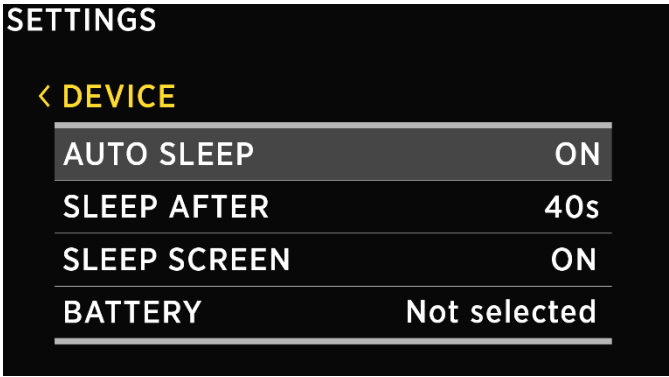 SETTINGS
< DEVICE
AUTO SLEEP ON
SLEEP AFTER 40s
SLEEP SCREEN ON
BATTERY Not selected